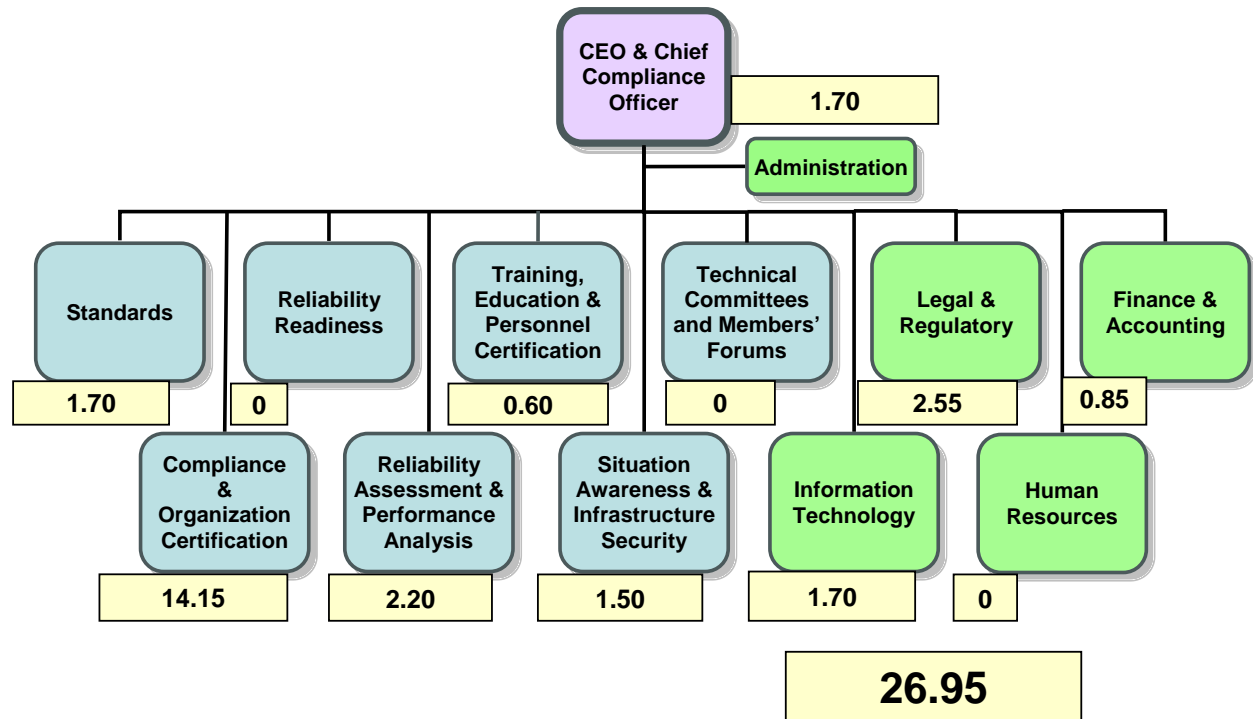 CEO & Chief
Compliance
Officer
1.70
Administration
Standards
1.70
Reliability
Readiness
0
Training,
Education &
Personnel
Certification
0.60
Technical
Committees
and Members’
Forums
0
Legal &
Regulatory
2.55
Finance &
Accounting
0.85
Compliance
&
Organization
Certification
14.15
Reliability
Assessment &
Performance
Analysis
2.20
Situation
Awareness &
Infrastructure
Security
1.50
Information
Technology
1.70
Human
Resources
0
26.95